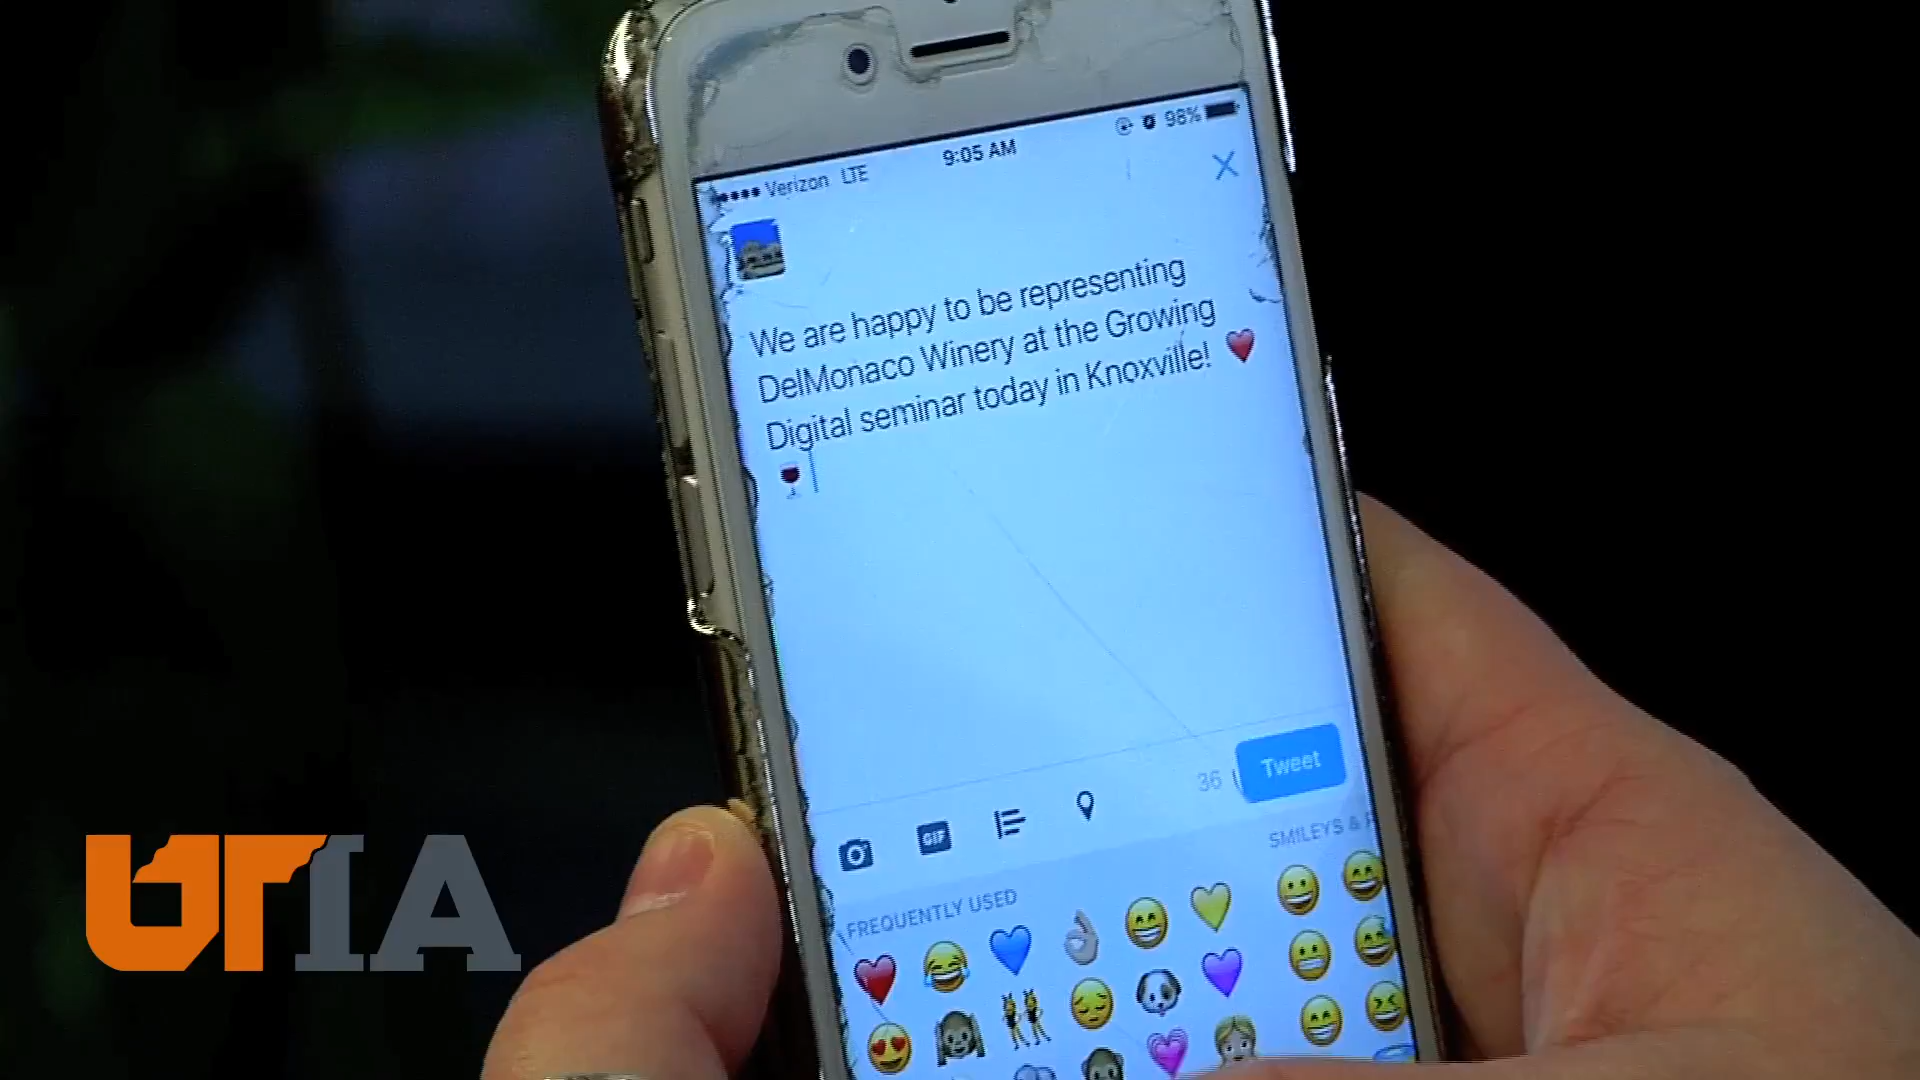 Verizon LTE 9:05 AM 98%
We are happy to be representing
DelMonaco Winery at the Growing
Digital seminar today in Knoxville!
GIF 36 Tweet
FREQUENTLY USED SMILEYS &
UTIA